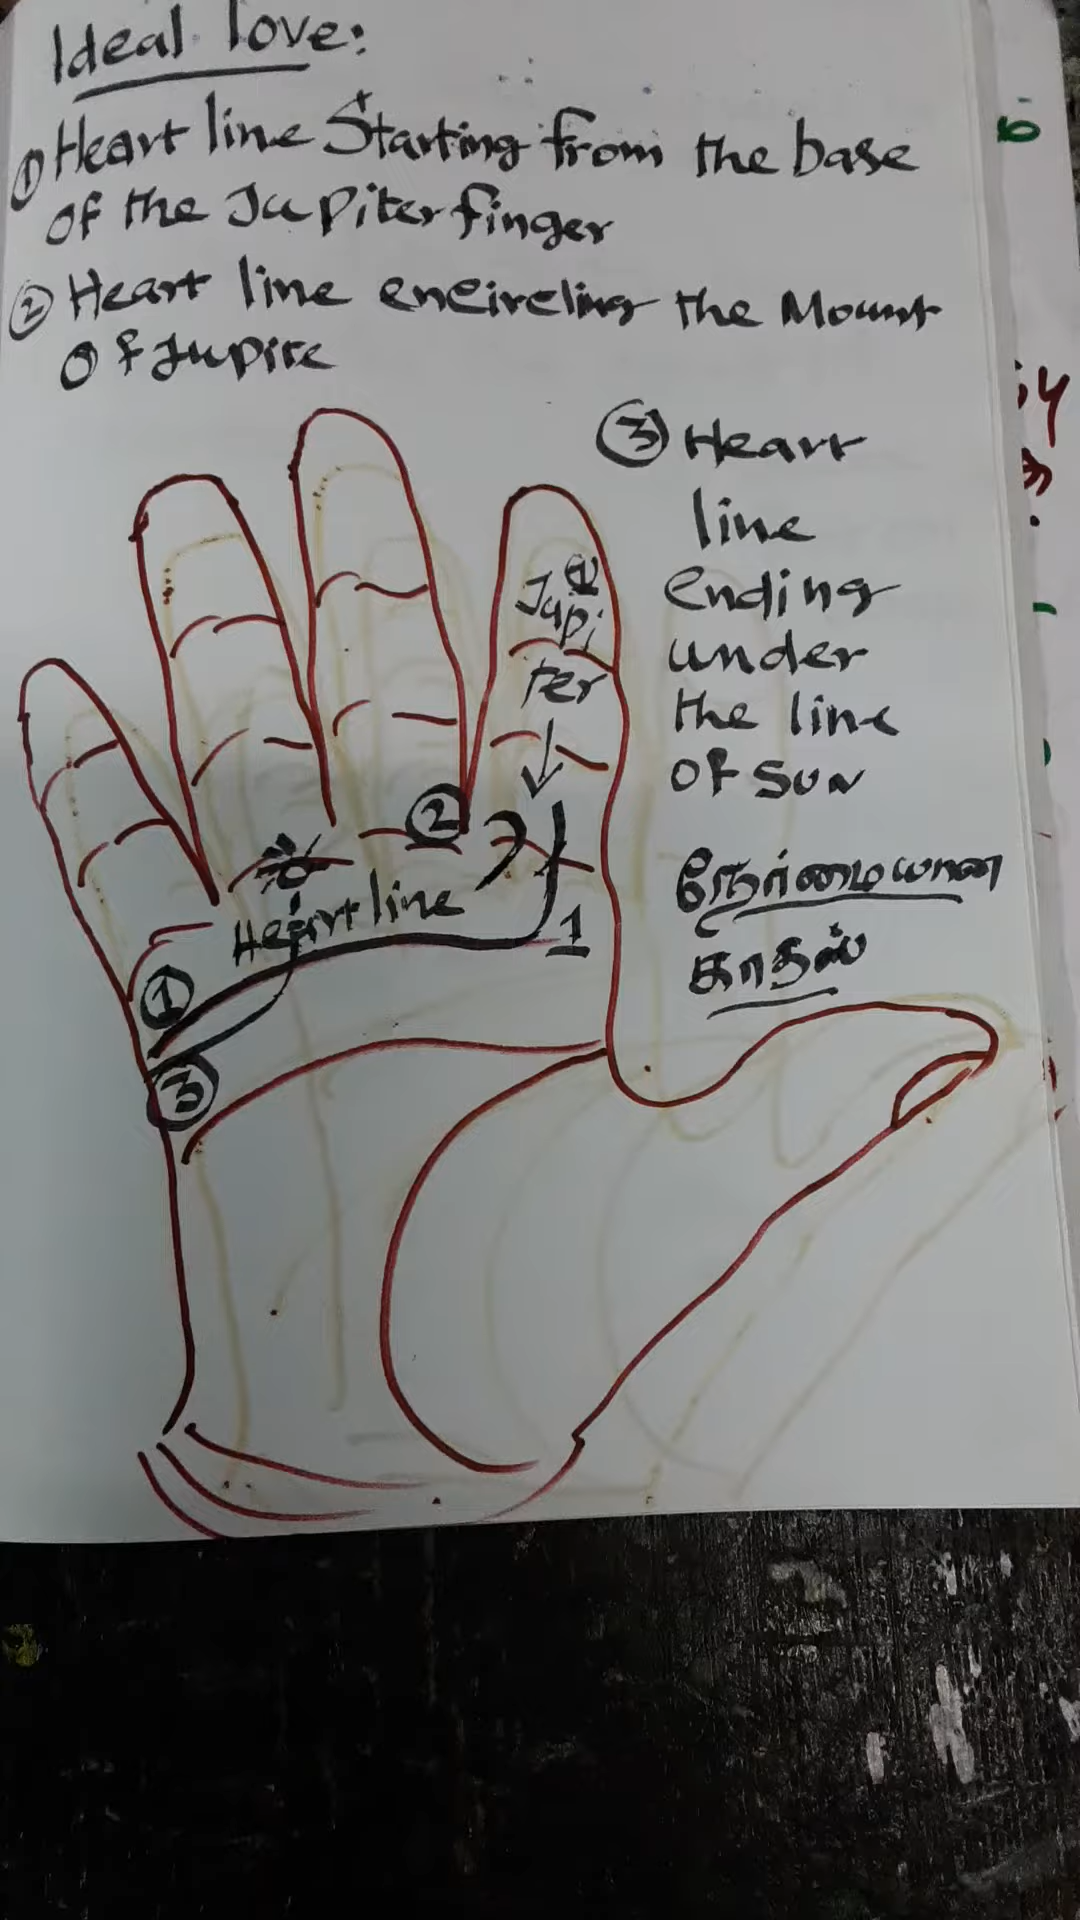 Ideal love:
① Heart line Starting from the base
of the Jupiter finger
② Heart line encircling the Mount
of Jupite
③ Heart
line
ending
under
the line
of sun
நேர்மையான
காதல்
Jupi
ter
②
Heart line
1
①
③